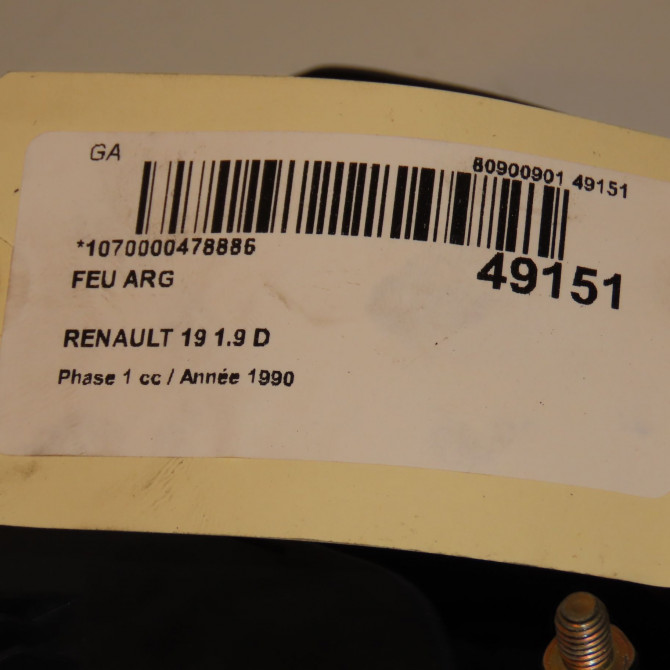 GA
80900901 49151
*1070000478886
49151
FEU ARG
RENAULT 19 1.9 D
Phase 1 cc / Année 1990